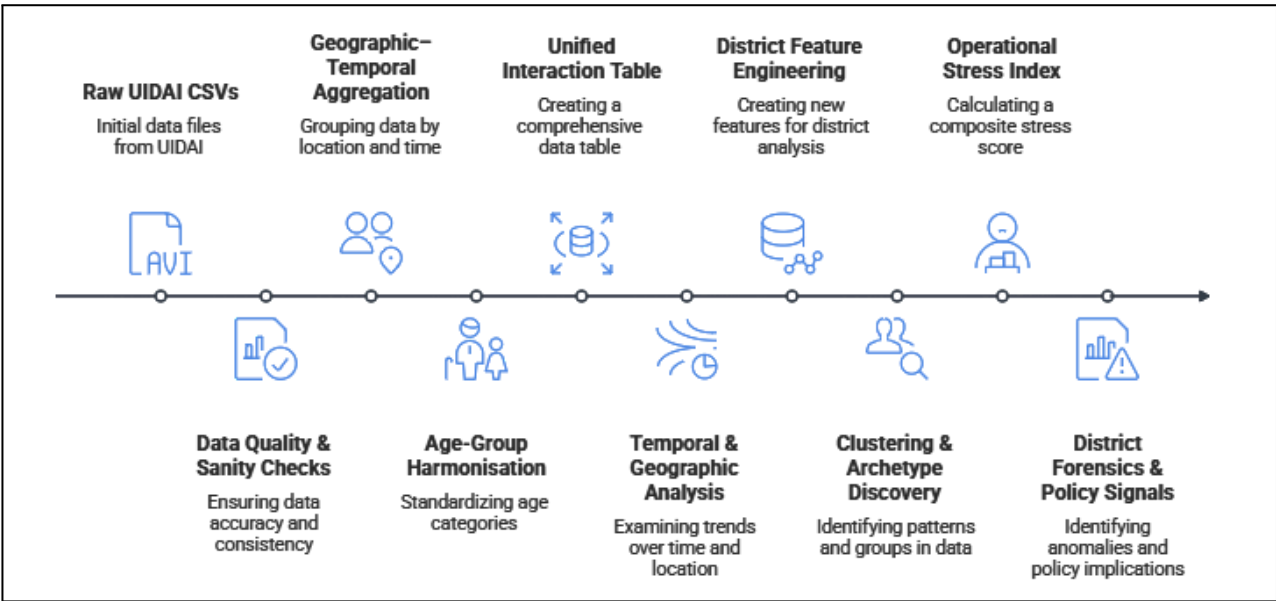 Raw UIDAI CSVs
Initial data files
from UIDAI
Geographic–
Temporal
Aggregation
Grouping data by
location and time
Unified
Interaction Table
Creating a
comprehensive
data table
District Feature
Engineering
Creating new
features for district
analysis
Operational
Stress Index
Calculating a
composite stress
score
AVI
Data Quality &
Sanity Checks
Ensuring data
accuracy and
consistency
Age-Group
Harmonisation
Standardizing age
categories
Temporal &
Geographic
Analysis
Examining trends
over time and
location
Clustering &
Archetype
Discovery
Identifying patterns
and groups in data
District
Forensics &
Policy Signals
Identifying
anomalies and
policy implications